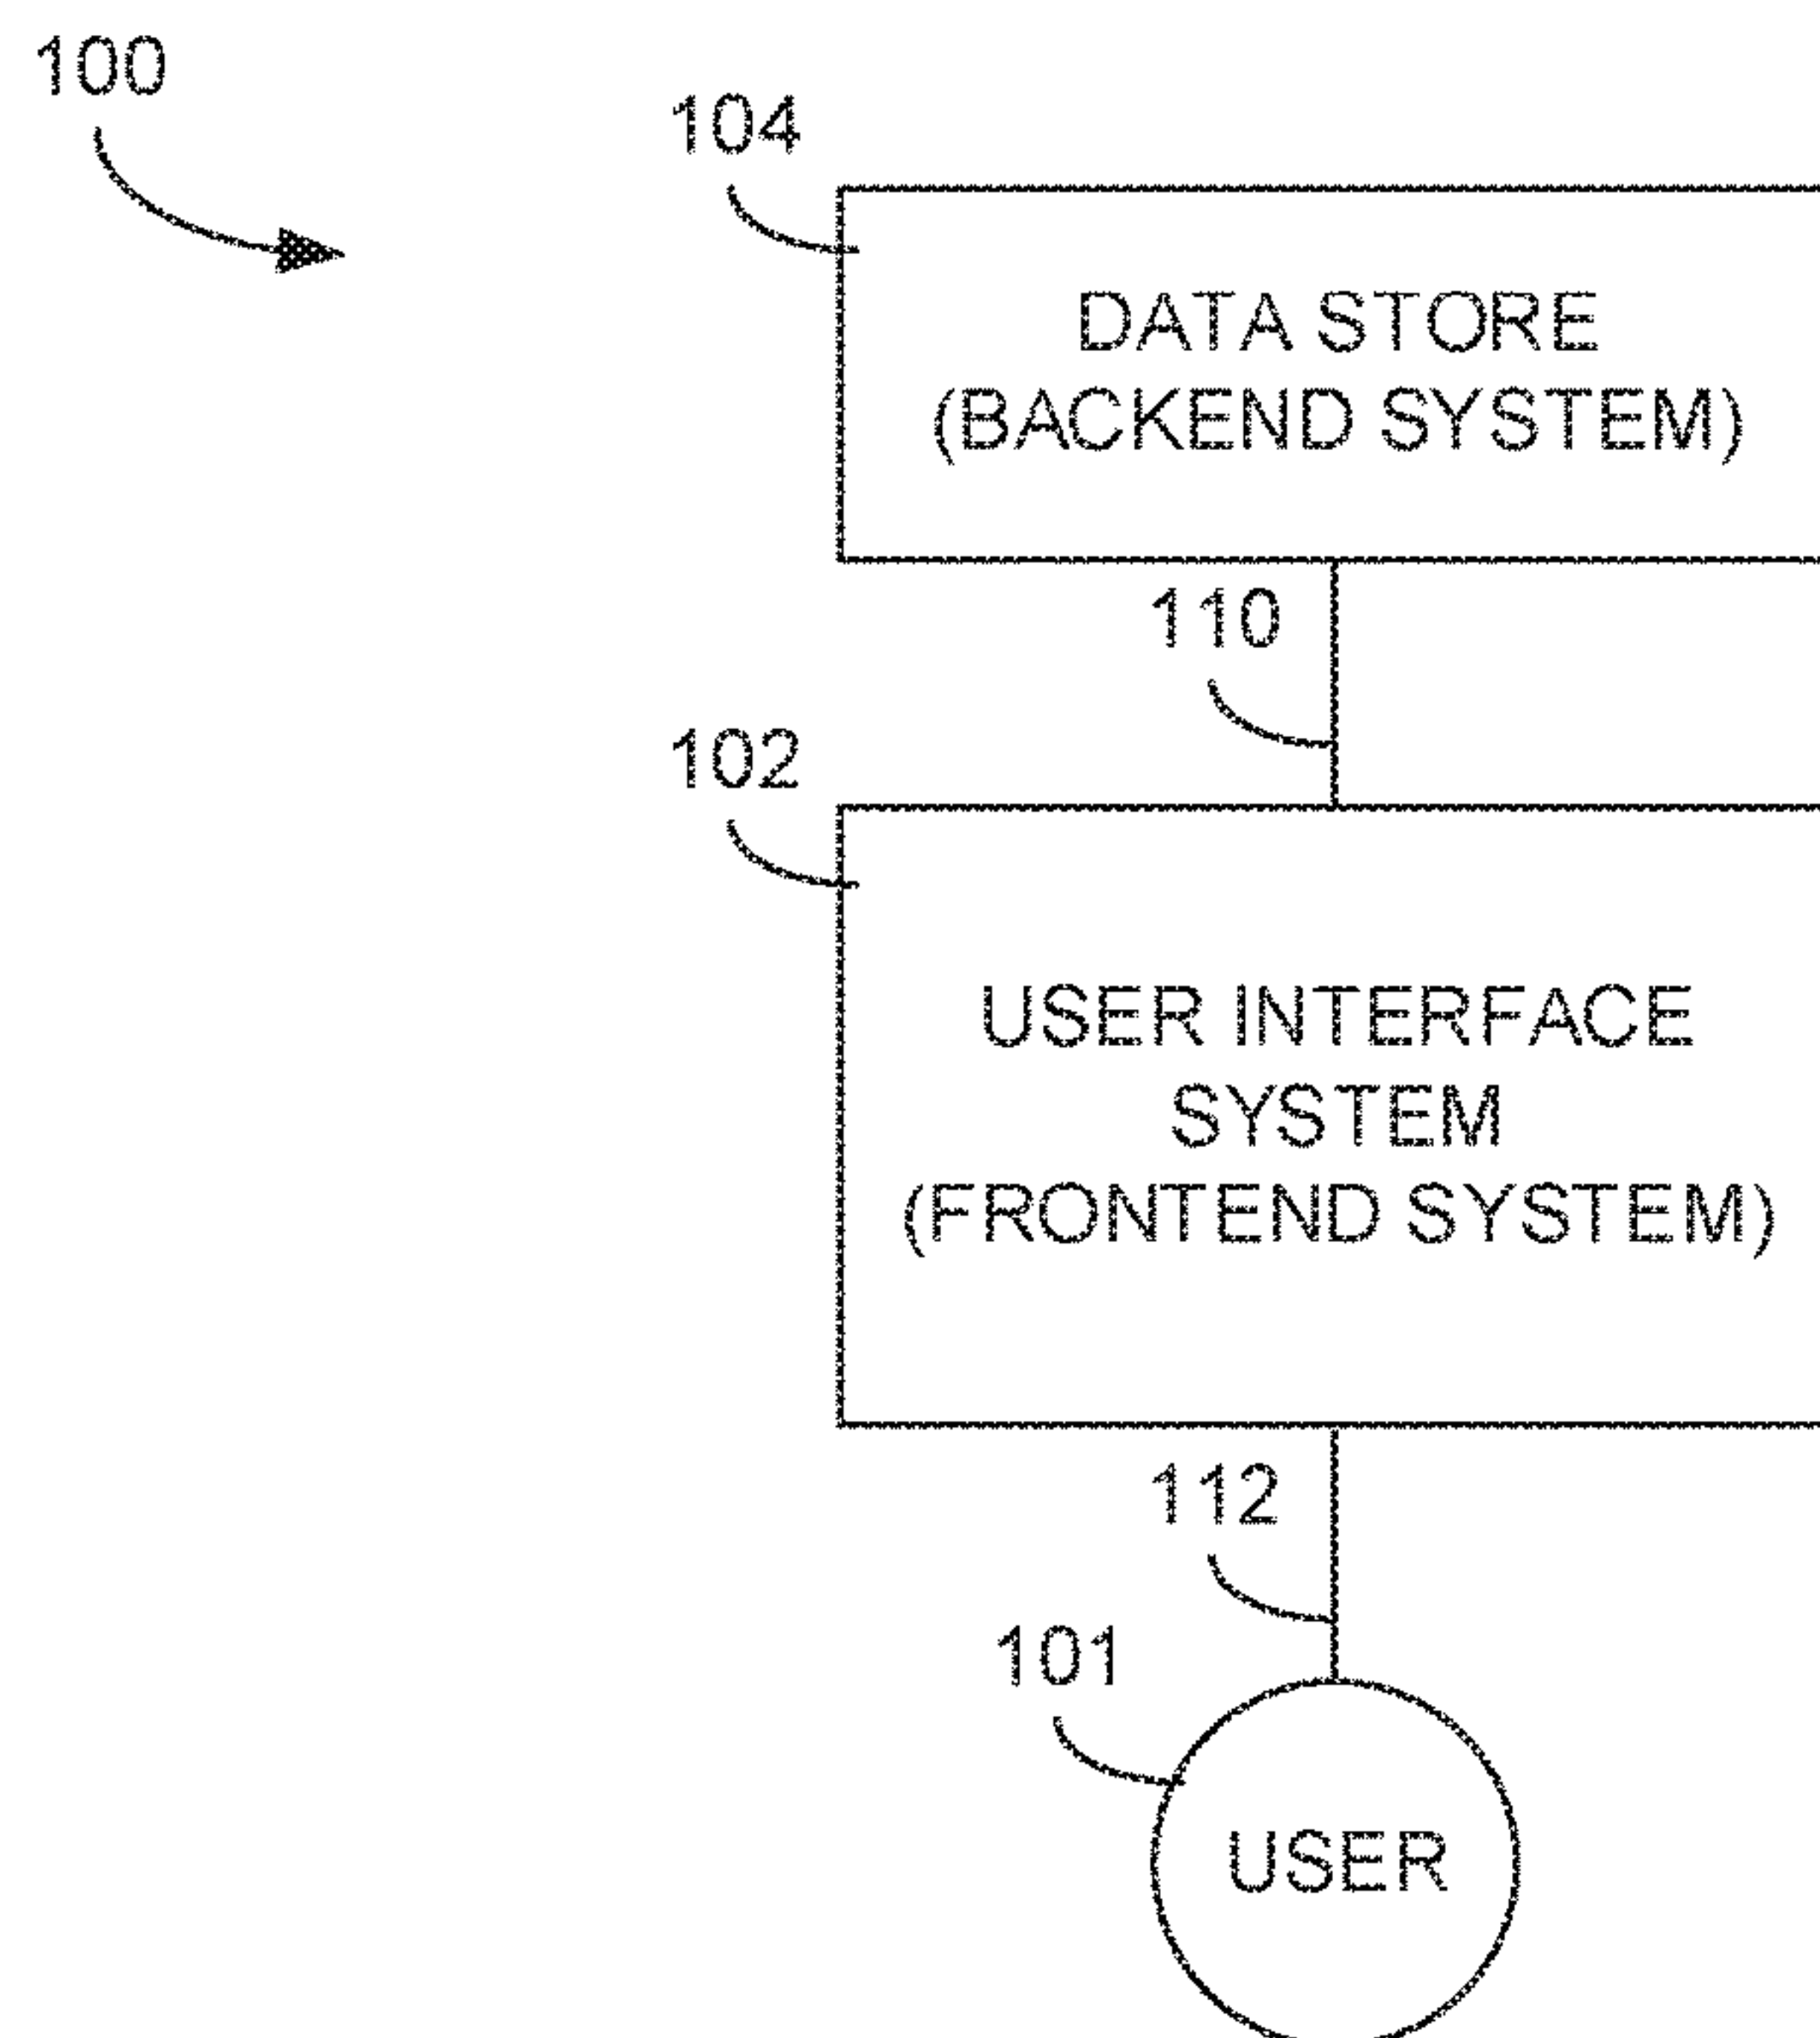 100
104
DATA STORE
(BACKEND SYSTEM)
110
102
USER INTERFACE
SYSTEM
(FRONTEND SYSTEM)
112
101
USER